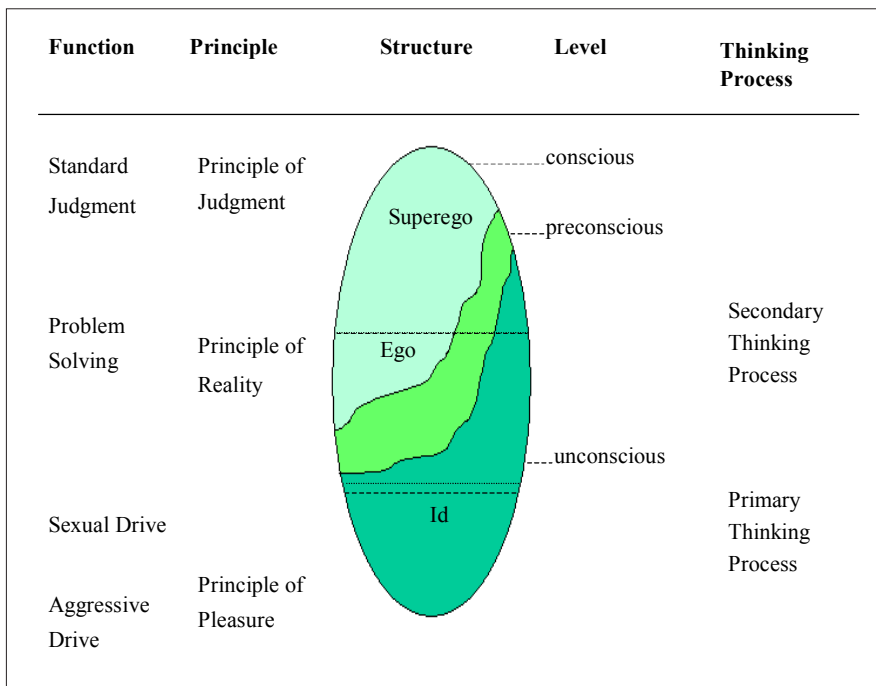 Function Principle Structure Level Thinking Process
Standard Judgment
Principle of Judgment
Superego
conscious
preconscious
Problem Solving
Principle of Reality
Ego
Secondary Thinking Process
unconscious
Sexual Drive
Id
Primary Thinking Process
Aggressive Drive
Principle of Pleasure